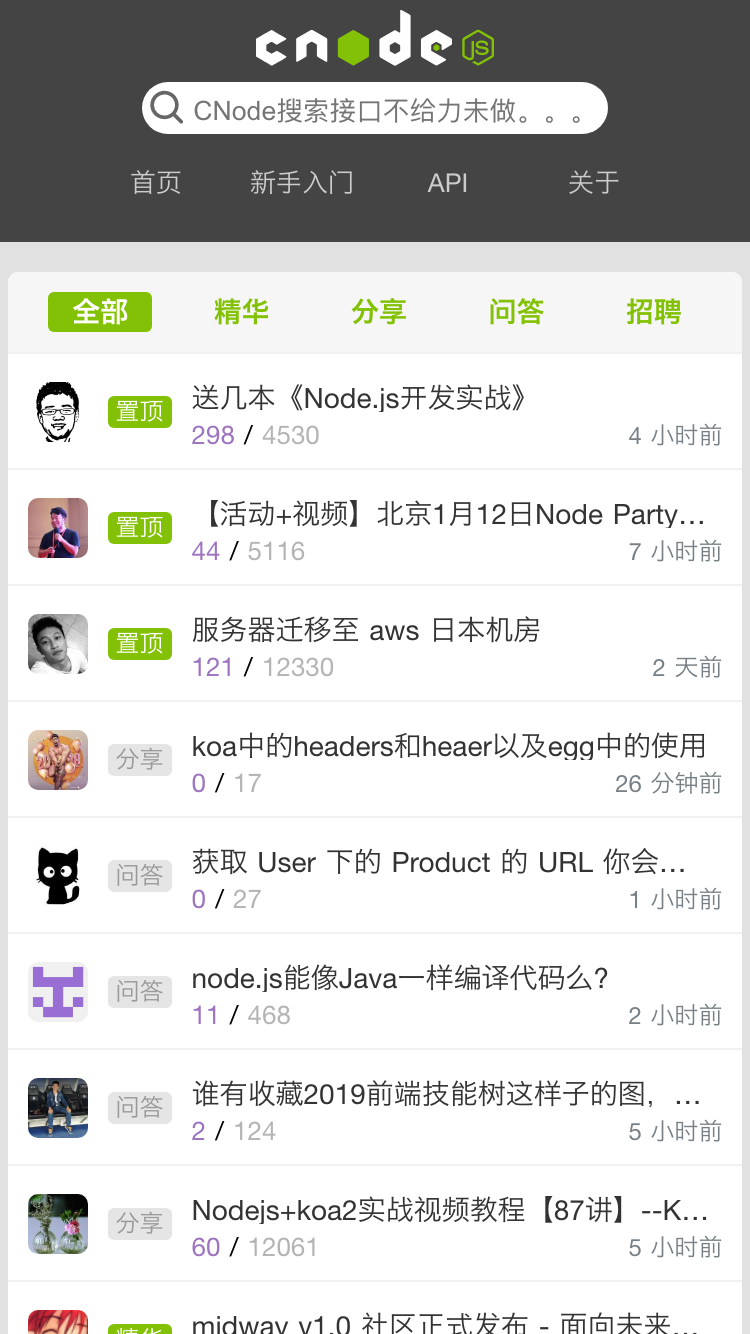 cnode JS
CNode搜索接口不给力未做。。。
首页 新手入门 API 关于
全部 精华 分享 问答 招聘
送几本《Node.js开发实战》
置顶
298 / 4530 4 小时前
【活动+视频】北京1月12日Node Party...
置顶
44 / 5116 7 小时前
服务器迁移至 aws 日本机房
置顶
121 / 12330 2 天前
koa中的headers和heaer以及egg中的使用
分享
0 / 17 26 分钟前
获取 User 下的 Product 的 URL 你会...
问答
0 / 27 1 小时前
node.js能像Java一样编译代码么?
问答
11 / 468 2 小时前
谁有收藏2019前端技能树这样子的图，...
问答
2 / 124 5 小时前
Nodejs+koa2实战视频教程【87讲】--K...
分享
60 / 12061 5 小时前
midway v1.0 社区正式发布 - 面向未来...
精华